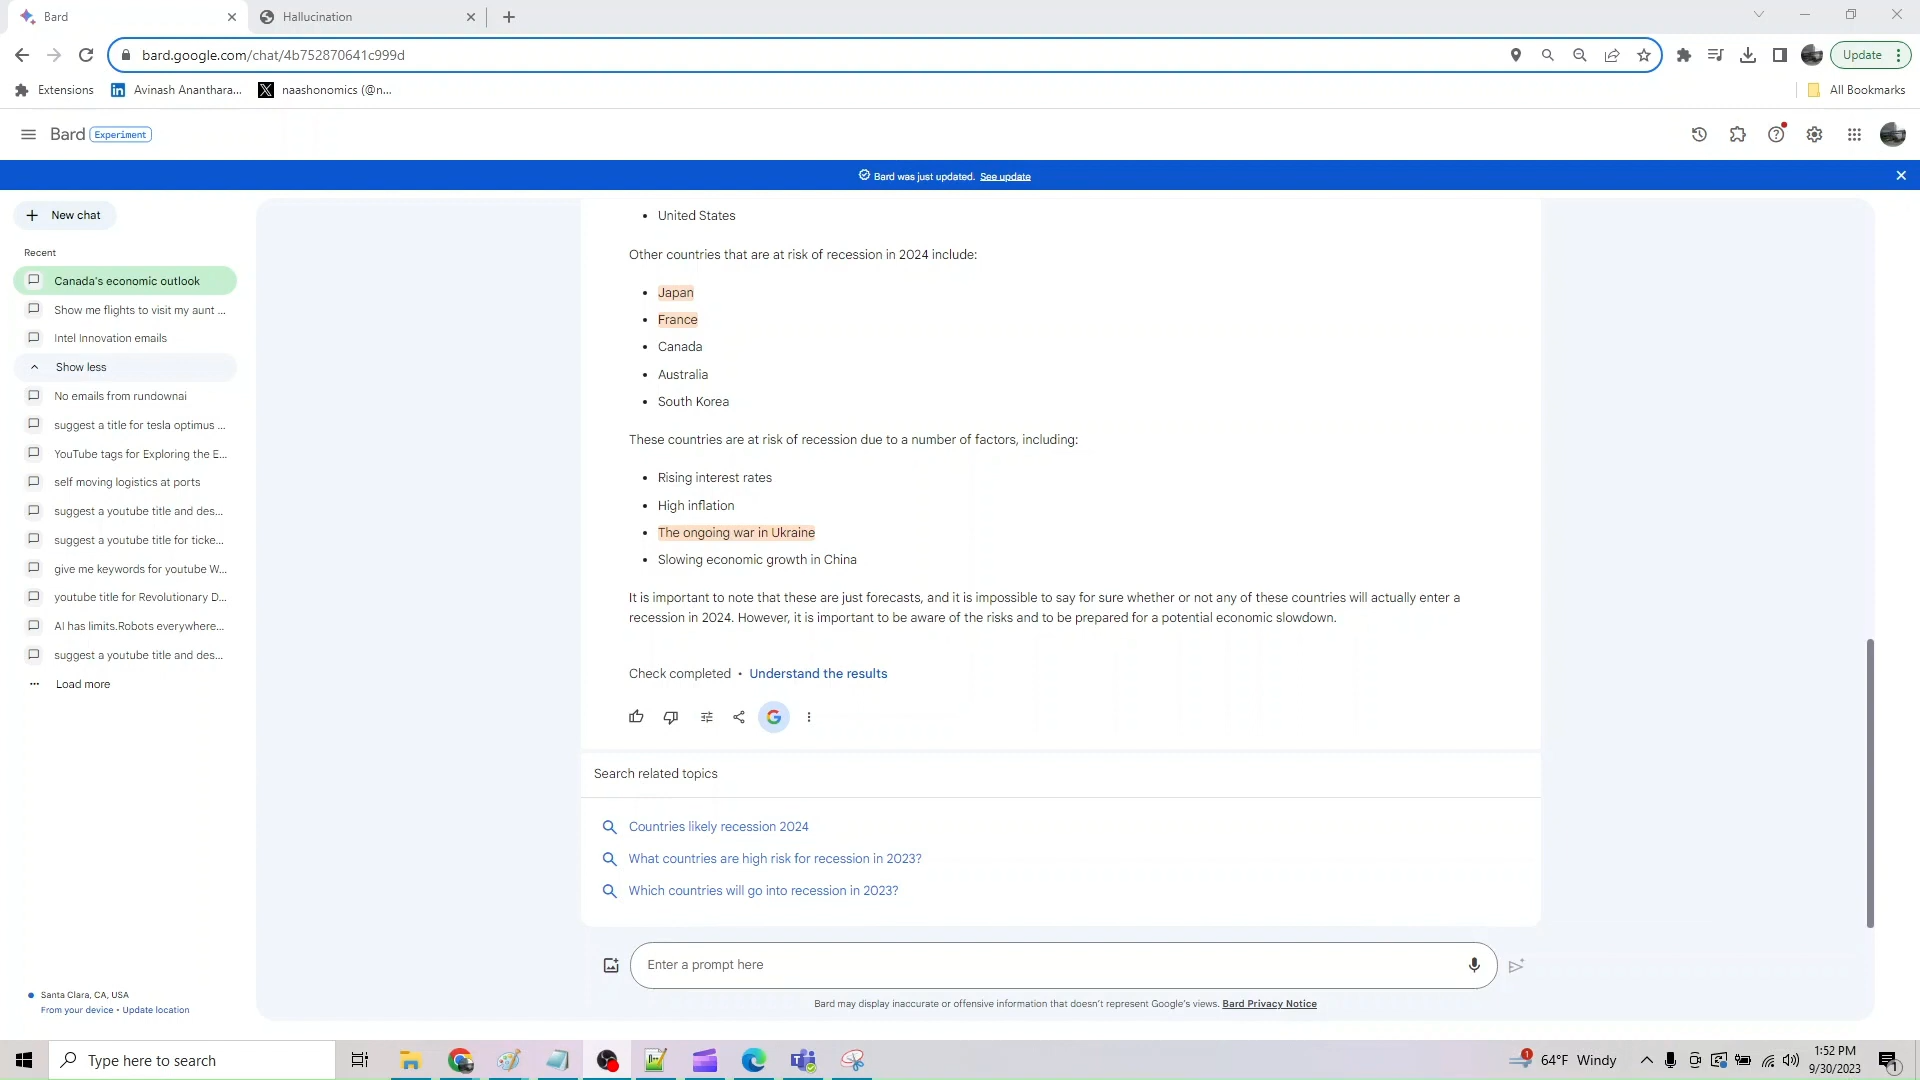 Bard
Hallucination
bard.google.com/chat/4b752870641c999d
Update
Extensions
Avinash Ananthara...
naashonomics (@n...
All Bookmarks
Bard Experiment
Bard was just updated. See update
New chat
Recent
Canada's economic outlook
Show me flights to visit my aunt ...
Intel Innovation emails
Show less
No emails from rundownai
suggest a title for tesla optimus ...
YouTube tags for Exploring the E...
self moving logistics at ports
suggest a youtube title and des...
suggest a youtube title for ticke...
give me keywords for youtube W...
youtube title for Revolutionary D...
AI has limits.Robots everywhere...
suggest a youtube title and des...
Load more
Santa Clara, CA, USA
From your device • Update location
United States
Other countries that are at risk of recession in 2024 include:
Japan
France
Canada
Australia
South Korea
These countries are at risk of recession due to a number of factors, including:
Rising interest rates
High inflation
The ongoing war in Ukraine
Slowing economic growth in China
It is important to note that these are just forecasts, and it is impossible to say for sure whether or not any of these countries will actually enter a
recession in 2024. However, it is important to be aware of the risks and to be prepared for a potential economic slowdown.
Check completed • Understand the results
Search related topics
Countries likely recession 2024
What countries are high risk for recession in 2023?
Which countries will go into recession in 2023?
Enter a prompt here
Bard may display inaccurate or offensive information that doesn't represent Google's views. Bard Privacy Notice
Type here to search
1
64°F Windy
1:52 PM
9/30/2023
1